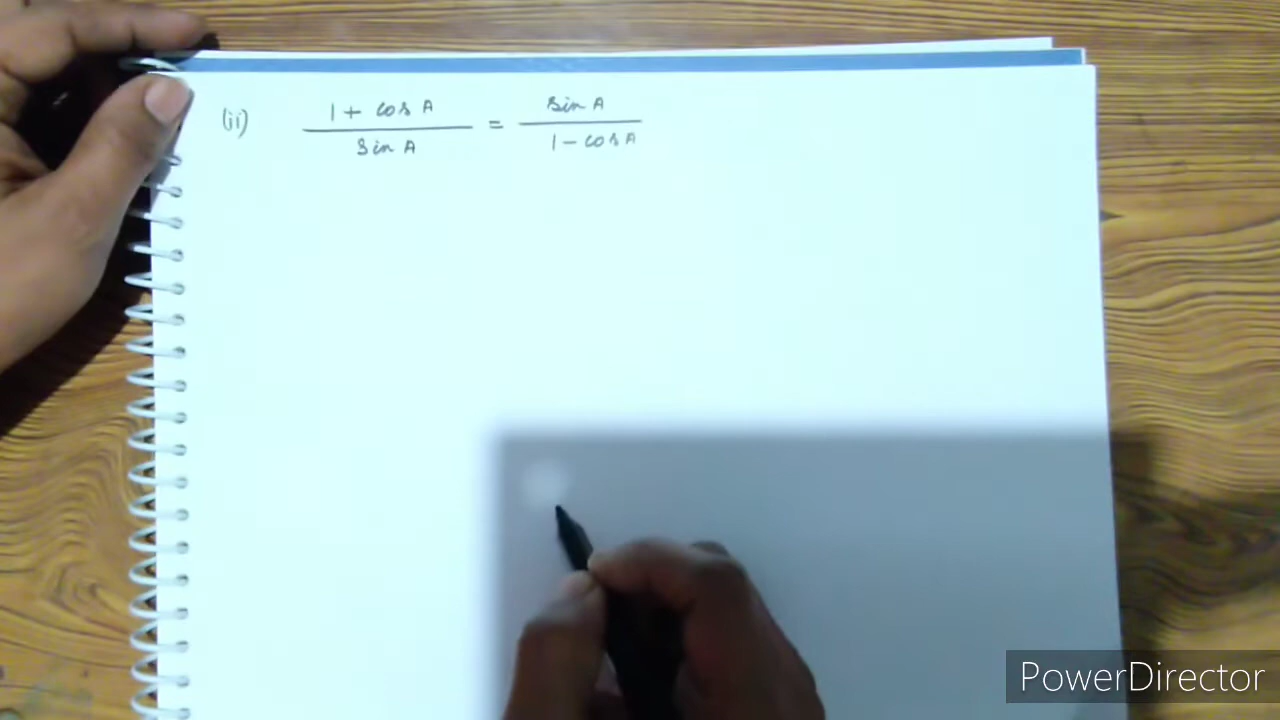 (ii) 1 + cos A / sin A = sin A / 1 - cos A
PowerDirector